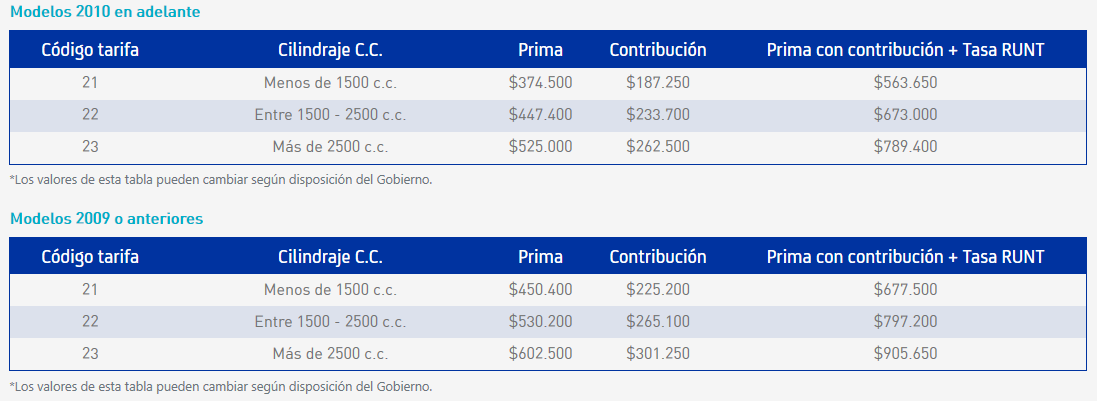 Modelos 2010 en adelante
Código tarifa Cilindraje C.C. Prima Contribución Prima con contribución + Tasa RUNT
21 Menos de 1500 c.c. $374.500 $187.250 $563.650
22 Entre 1500 - 2500 c.c. $447.400 $233.700 $673.000
23 Más de 2500 c.c. $525.000 $262.500 $789.400
*Los valores de esta tabla pueden cambiar según disposición del Gobierno.
Modelos 2009 o anteriores
Código tarifa Cilindraje C.C. Prima Contribución Prima con contribución + Tasa RUNT
21 Menos de 1500 c.c. $450.400 $225.200 $677.500
22 Entre 1500 - 2500 c.c. $530.200 $265.100 $797.200
23 Más de 2500 c.c. $602.500 $301.250 $905.650
*Los valores de esta tabla pueden cambiar según disposición del Gobierno.